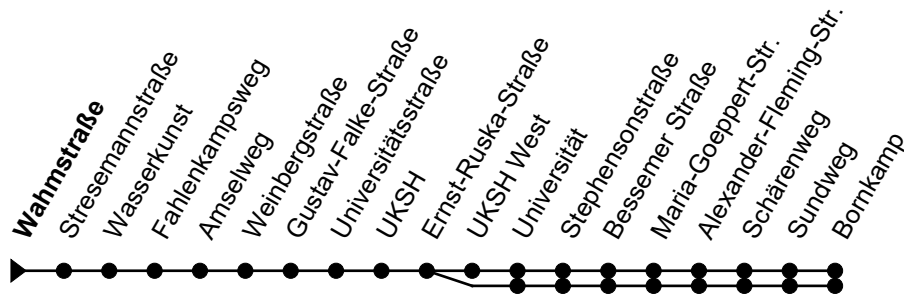 Wahmstraße
Stresemannstraße
Wasserkunst
Fahlenkampsweg
Amselweg
Weinbergstraße
Gustav-Falke-Straße
Universitätsstraße
UKSH
Ernst-Ruska-Straße
UKSH West
Universität
Stephensonstraße
Bessemer Straße
Maria-Goeppert-Str.
Alexander-Fleming-Str.
Schärenweg
Sundweg
Bornkamp